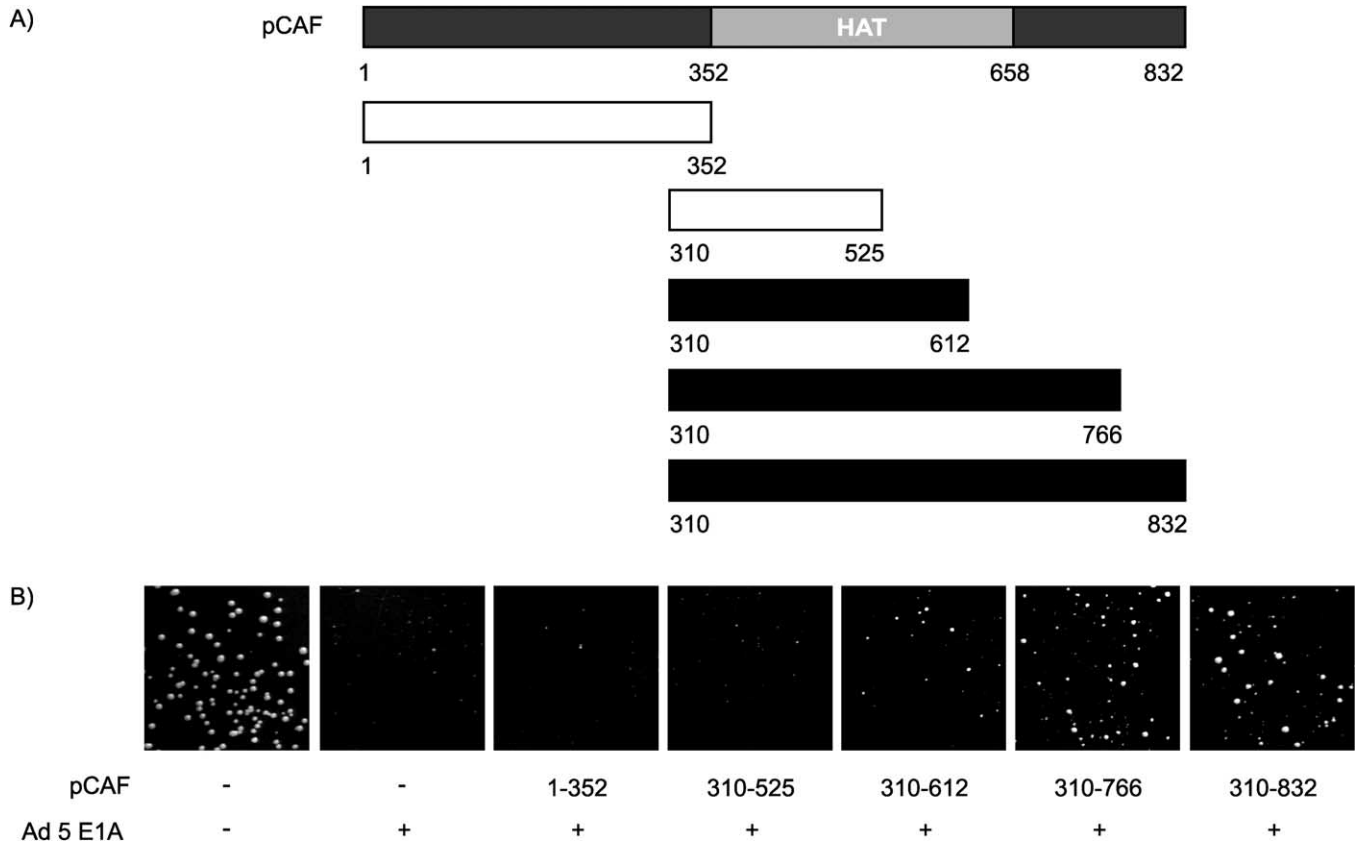 A)
pCAF
HAT
1 352 658 832
1 352
310 525
310 612
310 766
310 832
B)
pCAF - - 1-352 310-525 310-612 310-766 310-832
Ad 5 E1A - + + + + + +